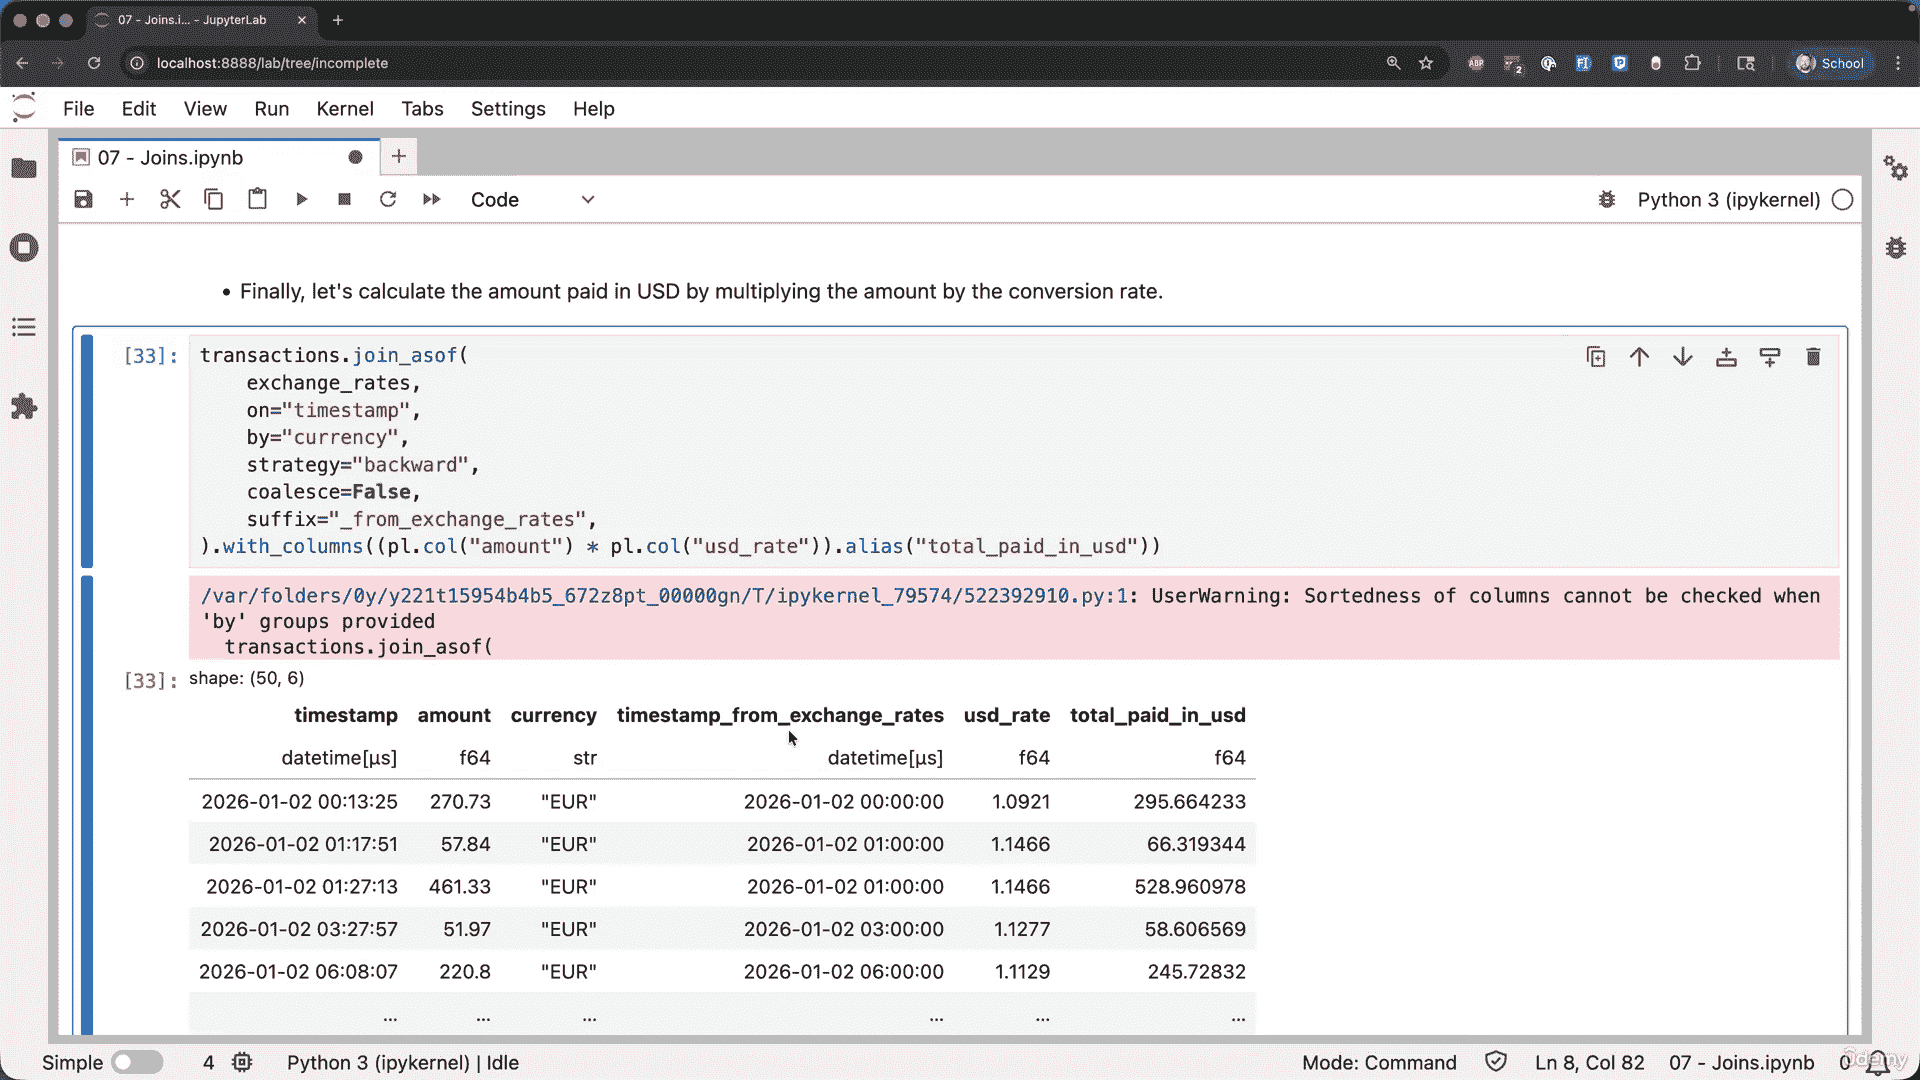 07 - Joins.i... - JupyterLab
localhost:8888/lab/tree/incomplete
ABP
2
School
File Edit View Run Kernel Tabs Settings Help
07 - Joins.ipynb
Code
Python 3 (ipykernel)
• Finally, let's calculate the amount paid in USD by multiplying the amount by the conversion rate.
[33]:
transactions.join_asof(
    exchange_rates,
    on="timestamp",
    by="currency",
    strategy="backward",
    coalesce=False,
    suffix="_from_exchange_rates",
).with_columns((pl.col("amount") * pl.col("usd_rate")).alias("total_paid_in_usd"))
/var/folders/0y/y221t15954b4b5_672z8pt_00000gn/T/ipykernel_79574/522392910.py:1: UserWarning: Sortedness of columns cannot be checked when
'by' groups provided
  transactions.join_asof(
[33]: shape: (50, 6)
timestamp amount currency timestamp_from_exchange_rates usd_rate total_paid_in_usd
datetime[μs] f64 str datetime[μs] f64 f64
2026-01-02 00:13:25 270.73 "EUR" 2026-01-02 00:00:00 1.0921 295.664233
2026-01-02 01:17:51 57.84 "EUR" 2026-01-02 01:00:00 1.1466 66.319344
2026-01-02 01:27:13 461.33 "EUR" 2026-01-02 01:00:00 1.1466 528.960978
2026-01-02 03:27:57 51.97 "EUR" 2026-01-02 03:00:00 1.1277 58.606569
2026-01-02 06:08:07 220.8 "EUR" 2026-01-02 06:00:00 1.1129 245.72832
... ... ... ... ... ...
Simple 4 Python 3 (ipykernel) | Idle Mode: Command Ln 8, Col 82 07 - Joins.ipynb 0
udemy